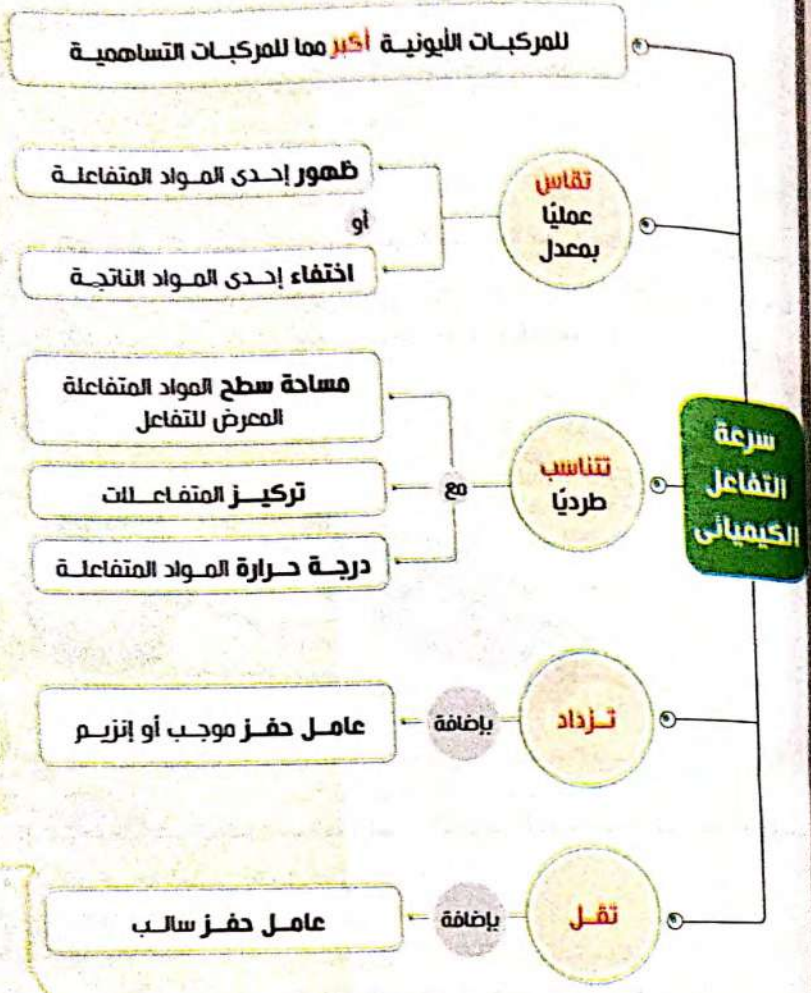 سرعة
التفاعل
الكيميائى
للمركبات الأيونية أكبر مما للمركبات التساهمية
تقاس
عمليًا
بمعدل
ظهور إحدى المواد المتفاعلة
أو
اختفاء إحدى المواد الناتجة
تتناسب
طرديًا
مع
مساحة سطح المواد المتفاعلة
المعرض للتفاعل
تركيز المتفاعلات
درجة حرارة المواد المتفاعلة
تزداد
بإضافة
عامل حفز موجب أو إنزيم
تقل
بإضافة
عامل حفز سالب